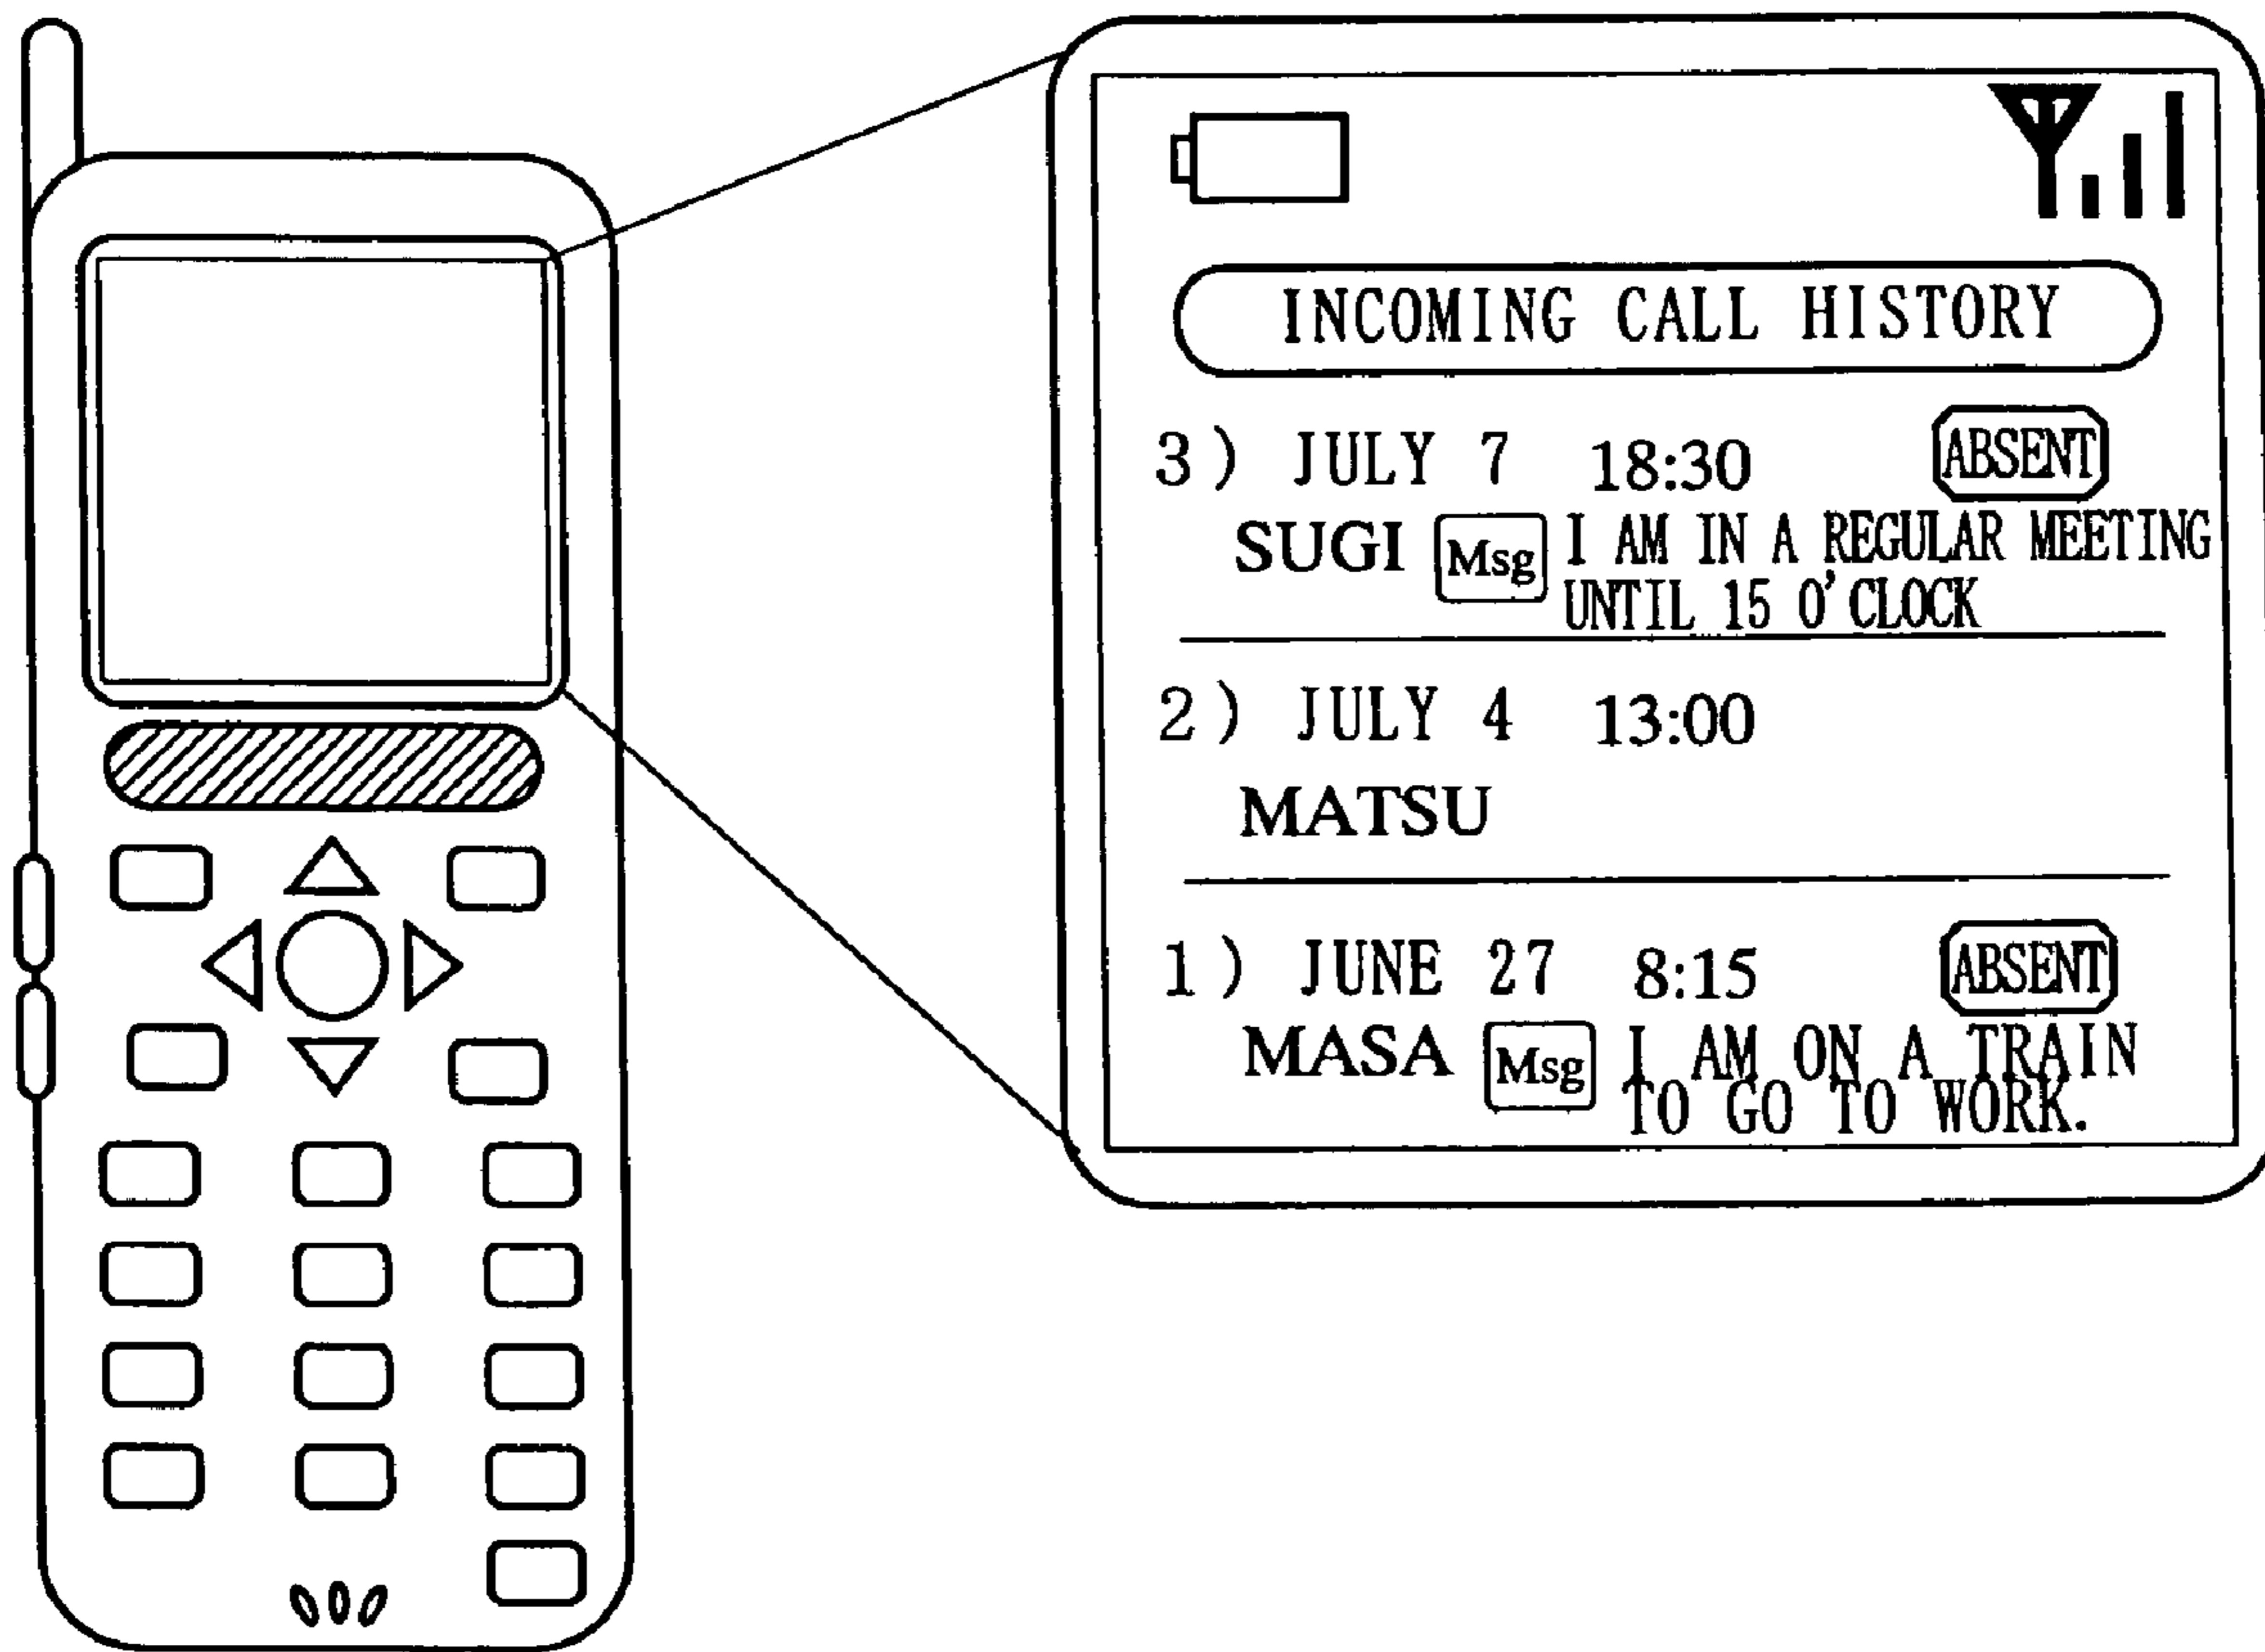 INCOMING CALL HISTORY
3) JULY 7 18:30 ABSENT
SUGI Msg I AM IN A REGULAR MEETING
UNTIL 15 O'CLOCK
2) JULY 4 13:00
MATSU
1) JUNE 27 8:15 ABSENT
MASA Msg I AM ON A TRAIN
TO GO TO WORK.